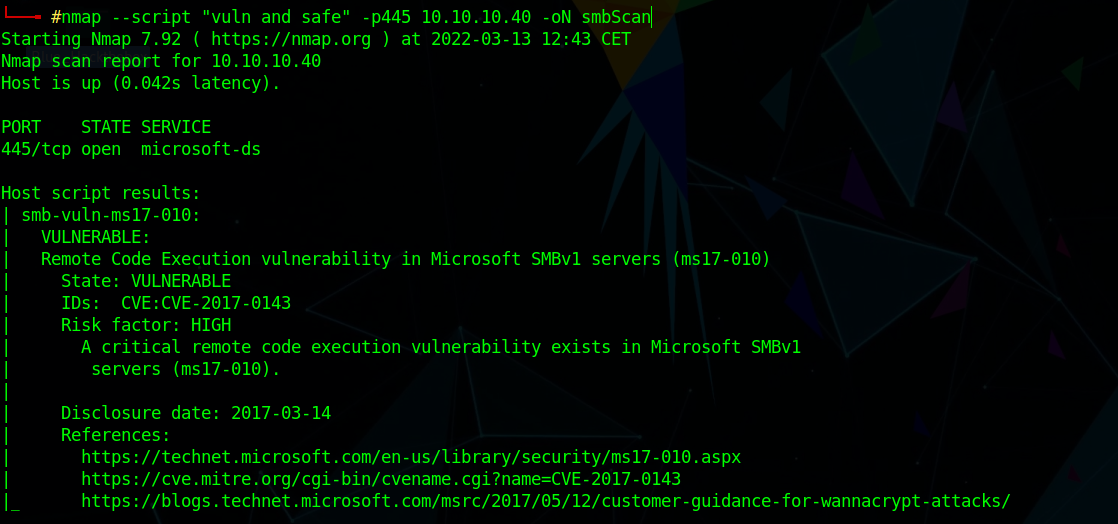 #nmap --script "vuln and safe" -p445 10.10.10.40 -oN smbScan
Starting Nmap 7.92 ( https://nmap.org ) at 2022-03-13 12:43 CET
Nmap scan report for 10.10.10.40
Host is up (0.042s latency).

PORT    STATE SERVICE
445/tcp open  microsoft-ds

Host script results:
| smb-vuln-ms17-010:
|   VULNERABLE:
|   Remote Code Execution vulnerability in Microsoft SMBv1 servers (ms17-010)
|     State: VULNERABLE
|     IDs:  CVE:CVE-2017-0143
|     Risk factor: HIGH
|       A critical remote code execution vulnerability exists in Microsoft SMBv1
|        servers (ms17-010).
|
|     Disclosure date: 2017-03-14
|     References:
|       https://technet.microsoft.com/en-us/library/security/ms17-010.aspx
|       https://cve.mitre.org/cgi-bin/cvename.cgi?name=CVE-2017-0143
|_      https://blogs.technet.microsoft.com/msrc/2017/05/12/customer-guidance-for-wannacrypt-attacks/